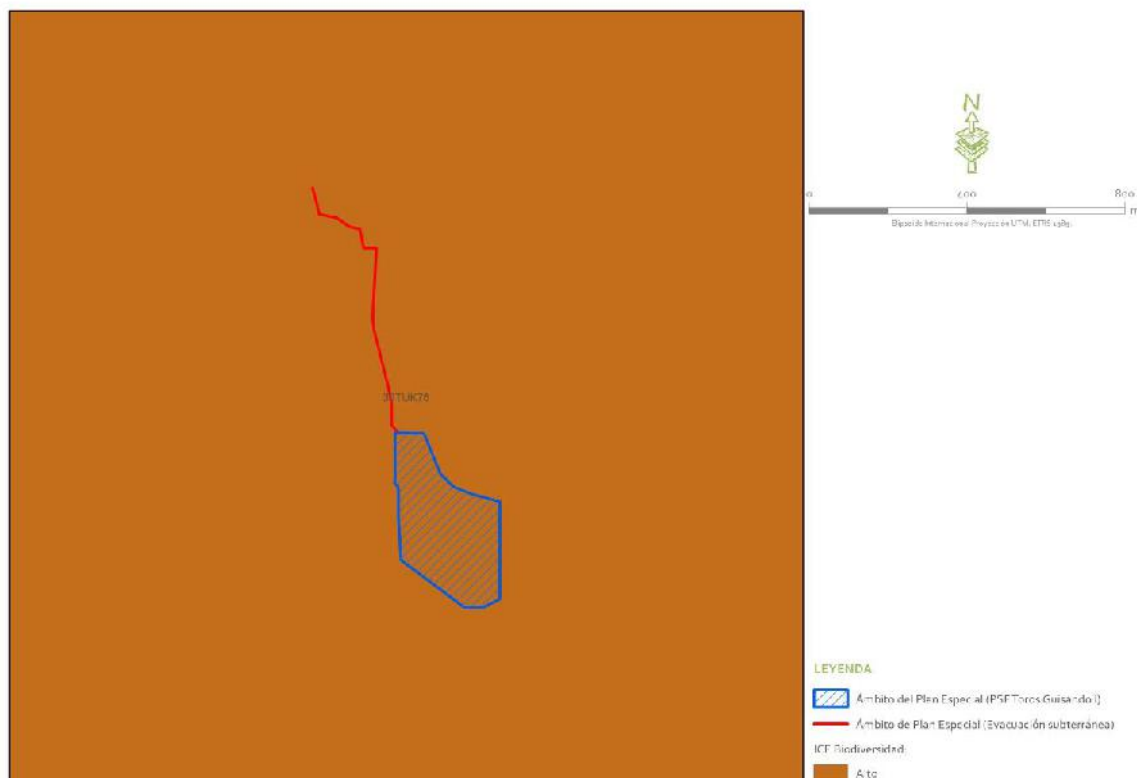 N
0 400 800
m
LEYENDA
Ámbito del Plan Especial (PSF Toros Guisando I)
Ámbito de Plan Especial (Evacuación subterránea)
ICE Biodiversidad:
Alto